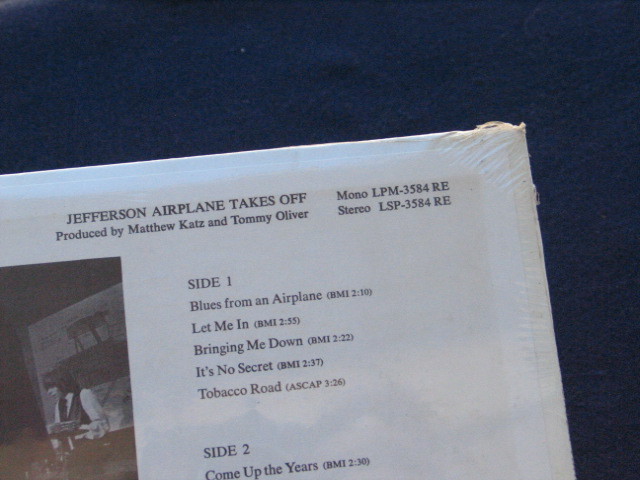 JEFFERSON AIRPLANE TAKES OFF
Produced by Matthew Katz and Tommy Oliver
Mono LPM-3584 RE
Stereo LSP-3584 RE
SIDE 1
Blues from an Airplane (BMI 2:10)
Let Me In (BMI 2:55)
Bringing Me Down (BMI 2:22)
It's No Secret (BMI 2:37)
Tobacco Road (ASCAP 3:26)
SIDE 2
Come Up the Years (BMI 2:30)